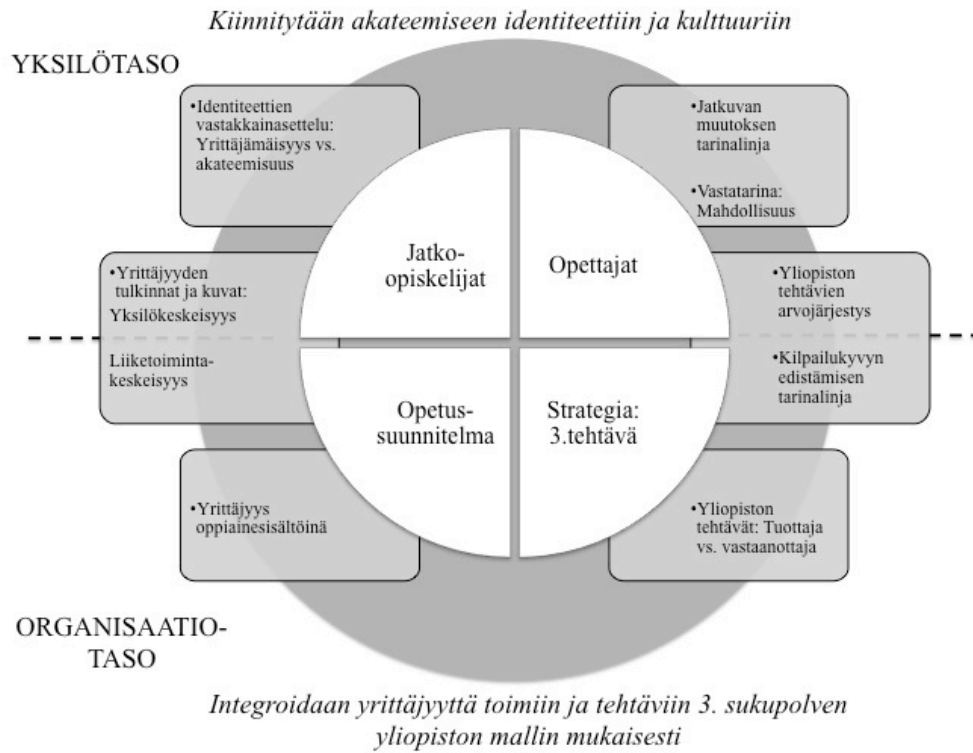 Kiinnitytään akateemiseen identiteettiin ja kulttuuriin
YKSILÖTASO
•Identiteettien
vastakkainasettelu:
Yrittäjämäisyys vs.
akateemisuus
•Jatkuvan
muutoksen
tarinalinja
•Vastatarina:
Mahdollisuus
Jatko-
opiskelijat
Opettajat
•Yrittäjyyden
tulkinnat ja kuvat:
Yksilökeskeisyys
Liiketoiminta-
keskeisyys
•Yliopiston
tehtävien
arvojärjestys
•Kilpailukyvyn
edistämisen
tarinalinja
Opetus-
suunnitelma
Strategia:
3.tehtävä
•Yrittäjyys
oppiainesisältöinä
•Yliopiston
tehtävät: Tuottaja
vs. vastaanottaja
ORGANISAATIO-
TASO
Integroidaan yrittäjyyttä toimiin ja tehtäviin 3. sukupolven
yliopiston mallin mukaisesti